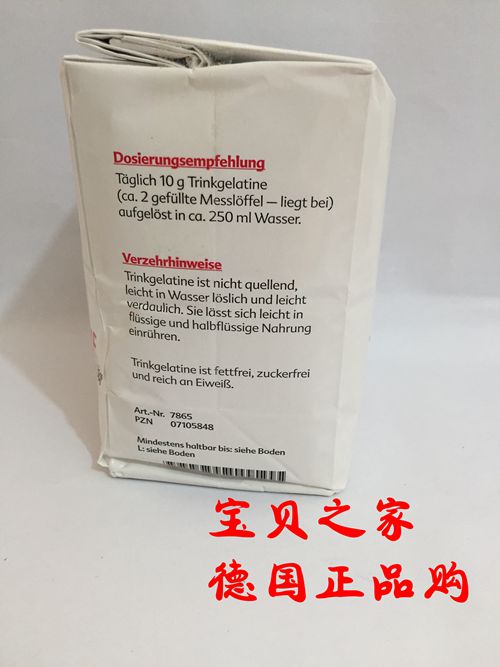 Dosierungsempfehlung
Täglich 10 g Trinkgelatine
(ca. 2 gefüllte Messlöffel — liegt bei)
aufgelöst in ca. 250 ml Wasser.
Verzehrhinweise
Trinkgelatine ist nicht quellend,
leicht in Wasser löslich und leicht
verdaulich. Sie lässt sich leicht in
flüssige und halbflüssige Nahrung
einrühren.
Trinkgelatine ist fettfrei, zuckerfrei
und reich an Eiweiß.
Art.-Nr. 7865
PZN 07105848
Mindestens haltbar bis: siehe Boden
L: siehe Boden
宝贝之家
德国正品购